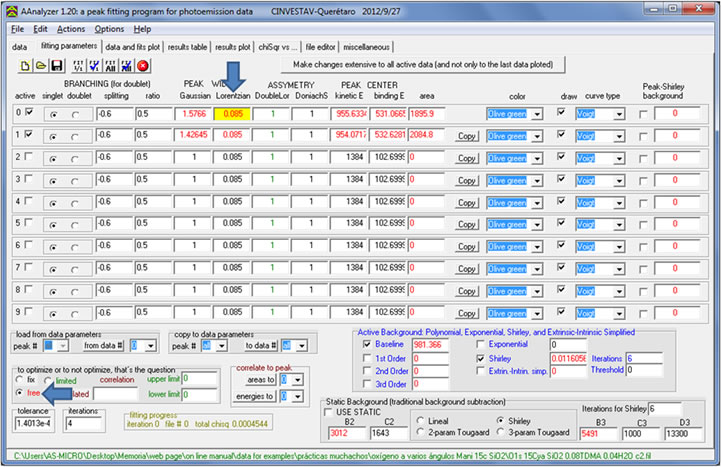 AAnalyzer 1.20: a peak fitting program for photoemission data CINVESTAV-Querétaro 2012/9/27
File Edit Actions Options Help
data fitting parameters data and fits plot results table results plot chiSqr vs ... file editor miscellaneous
Make changes extensive to all active data (and not only to the last data ploted)
BRANCHING (for doublet) PEAK ASSYMETRY PEAK CENTER Peak-Shirley
active singlet doublet splitting ratio Gaussian Lorentzian DoubleLor DoniachS kinetic E binding E area color draw curve type background
0 -0.6 0.5 1.5766 0.085 1 1 531.0665 1895.9 Olive green Voigt 0
1 -0.6 0.5 1.42645 0.085 1 1 954.0717 532.6281 2084.8 Copy Olive green Voigt 0
2 -0.6 0.5 1 0.085 1 1 1384 102.6995 0 Copy Olive green Voigt 0
3 -0.6 0.5 1 0.085 1 1 1384 102.6995 0 Copy Olive green Voigt 0
4 -0.6 0.5 1 0.085 1 1 1384 102.6995 0 Copy Olive green Voigt 0
5 -0.6 0.5 1 0.085 1 1 1384 102.6995 0 Copy Olive green Voigt 0
6 -0.6 0.5 1 0.085 1 1 1384 102.6995 0 Copy Olive green Voigt 0
7 -0.6 0.5 1 0.085 1 1 1384 102.6995 0 Copy Olive green Voigt 0
8 -0.6 0.5 1 0.085 1 1 1384 102.6995 0 Copy Olive green Voigt 0
9 -0.6 0.5 1 0.085 1 1 1384 102.6995 0 Copy Olive green Voigt 0
load from data parameters
peak # from data # 0
copy to data parameters
peak # all to data # all
to optimize or to not optimize, that's the question
fix limited correlation upper limit 0
free lower limit 0
correlate to peak
areas to 0
energies to 0
tolerance iterations
1.4013e-4 4
fitting progress
iteration 0 file # 0 total chisq 0.0004544
Active Background: Polynomial, Exponential, Shirley, and Extrinsic-Intrinsic Simplified
Baseline 981.366 Exponential 0
1st Order 0 Shirley 0.0116056 Iterations 6
2nd Order 0 Extrin.-Intrin. simp. 0 Threshold 0
3rd Order 0
Static Background (traditional background subtraction)
USE STATIC Iterations for Shirley 6
B2 C2 Lineal Shirley B3 C3 D3
3012 1643 2-param Tougaard 3-param Tougaard 5491 1000 13300
C:\Users\AS-MICRO\Desktop\Memoria\web page\on line manual\data for examples\prácticas muchachos\oxígeno a varios ángulos Mani 15c SiO2\O1s 15Cya SiO2 0.08TDMA 0.04H2O c2.fil